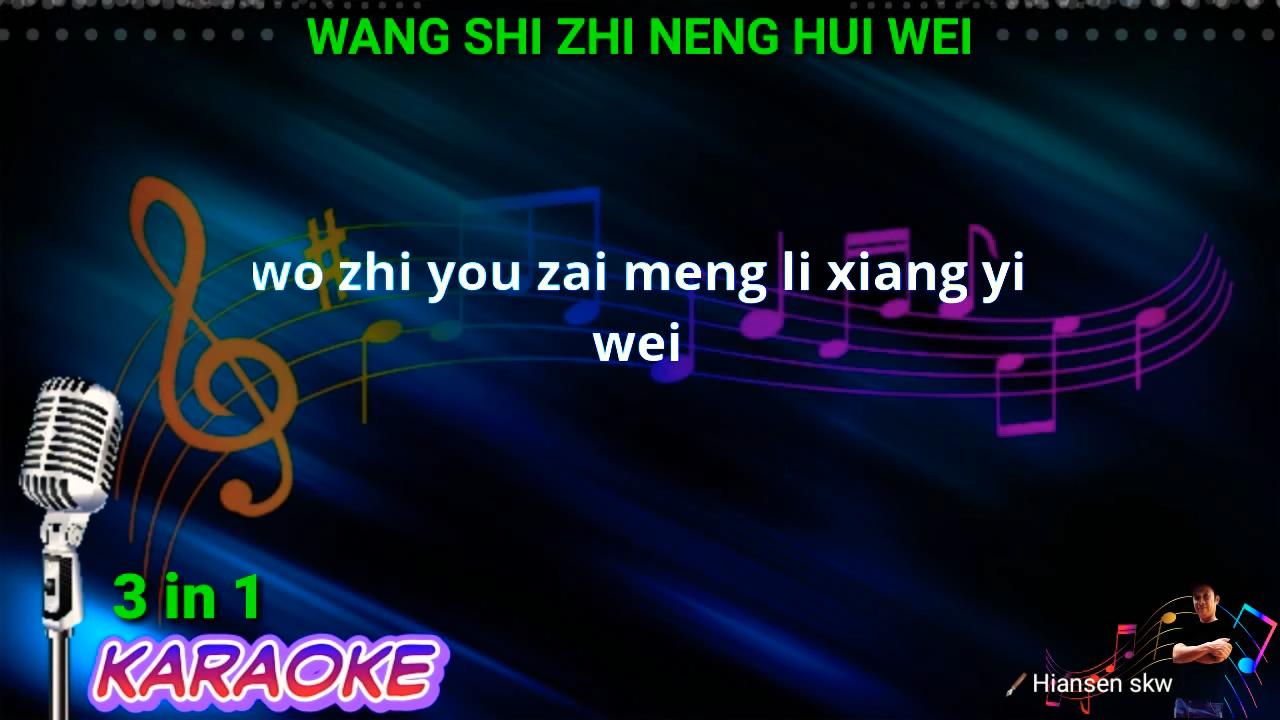 WANG SHI ZHI NENG HUI WEI
wo zhi you zai meng li xiang yi
wei
3 in 1
KARAOKE
Hiansen skw